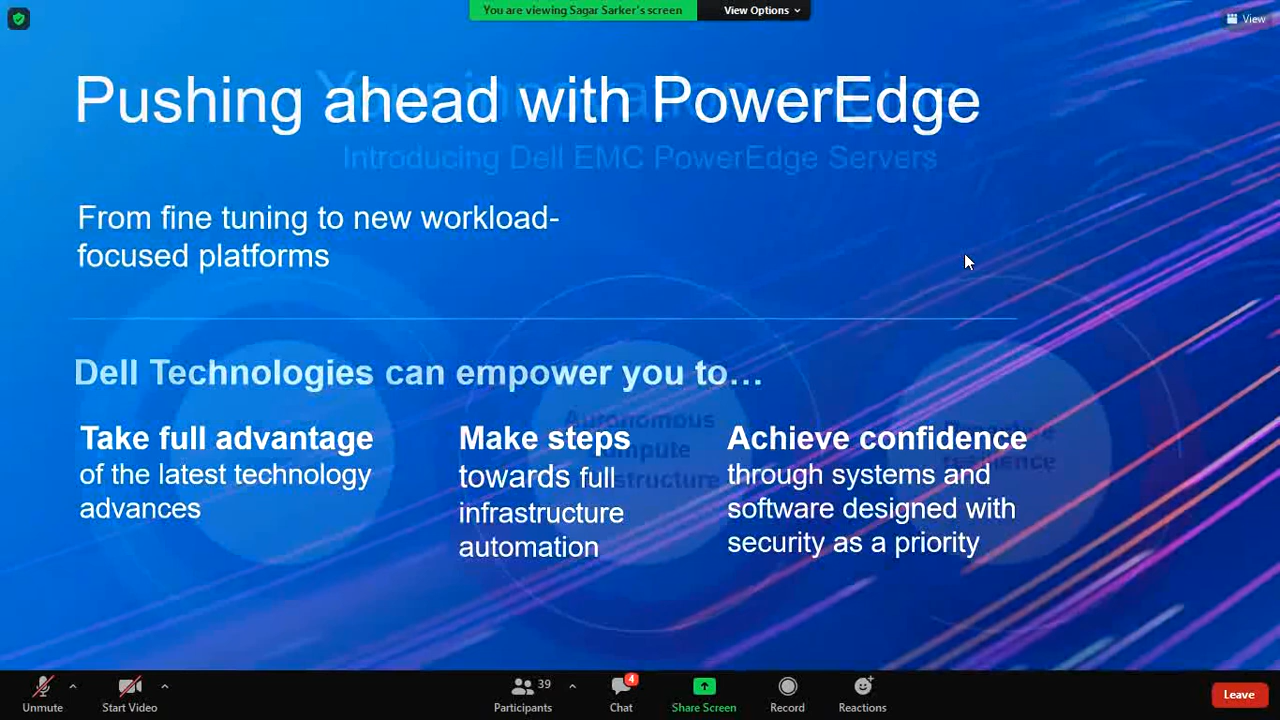 You are viewing Sagar Sarker's screen
View Options
View
Pushing ahead with PowerEdge
Introducing Dell EMC PowerEdge Servers
From fine tuning to new workload-
focused platforms
Dell Technologies can empower you to…
Take full advantage
of the latest technology
advances
Make steps
towards full
infrastructure
automation
Achieve confidence
through systems and
software designed with
security as a priority
Autonomous
Unmute
Start Video
39
Participants
4
Chat
Share Screen
Record
Reactions
Leave